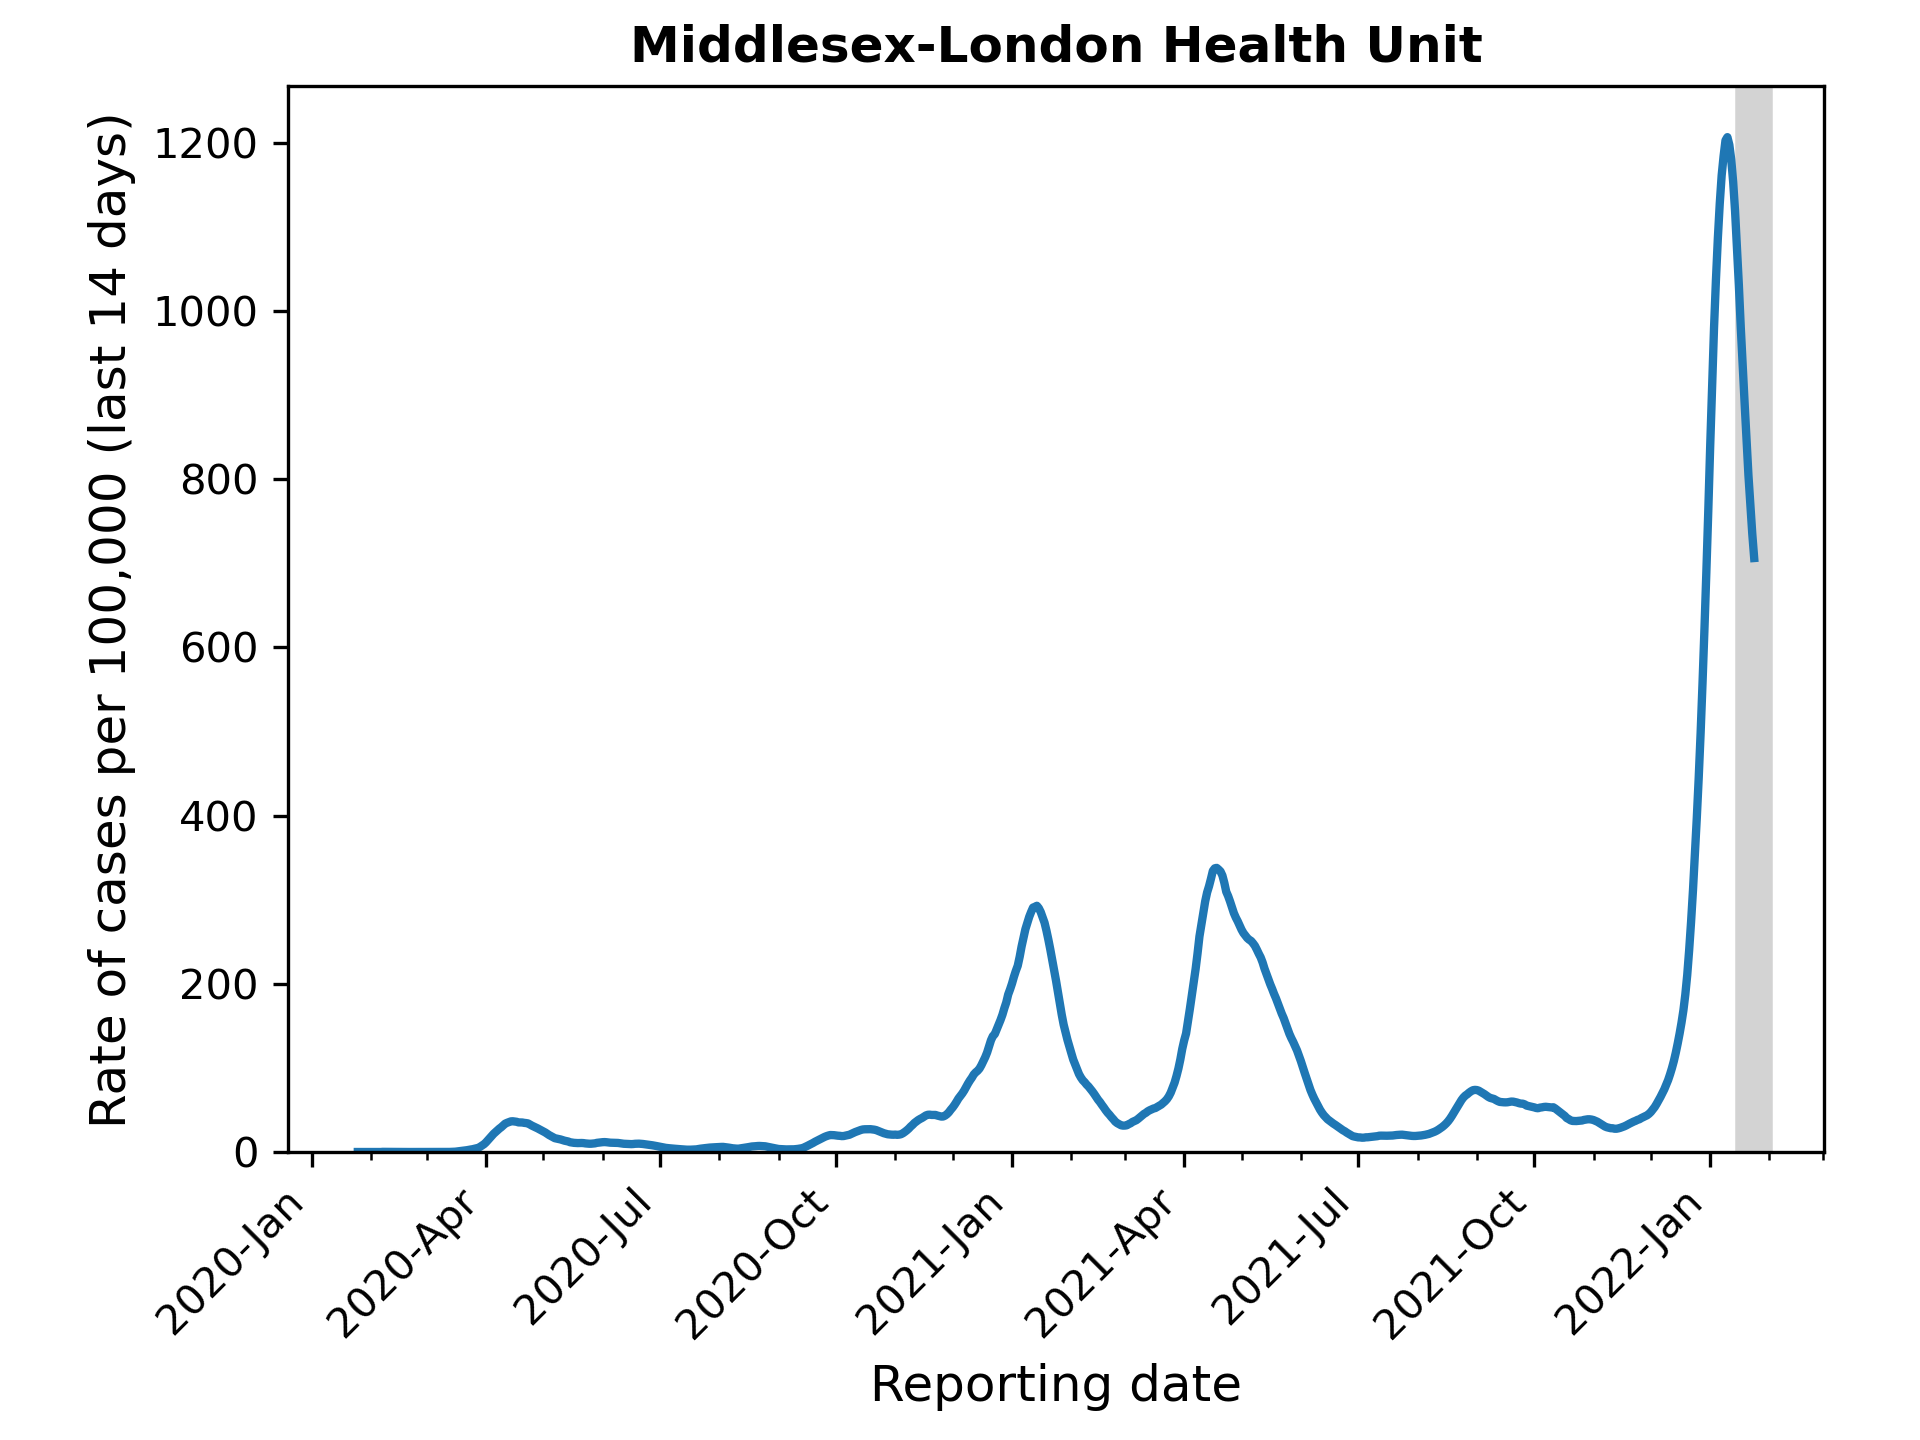 Middlesex-London Health Unit
Rate of cases per 100,000 (last 14 days)
1200
1000
800
600
400
200
0
2020-Jan
2020-Apr
2020-Jul
2020-Oct
2021-Jan
2021-Apr
2021-Jul
2021-Oct
2022-Jan
Reporting date